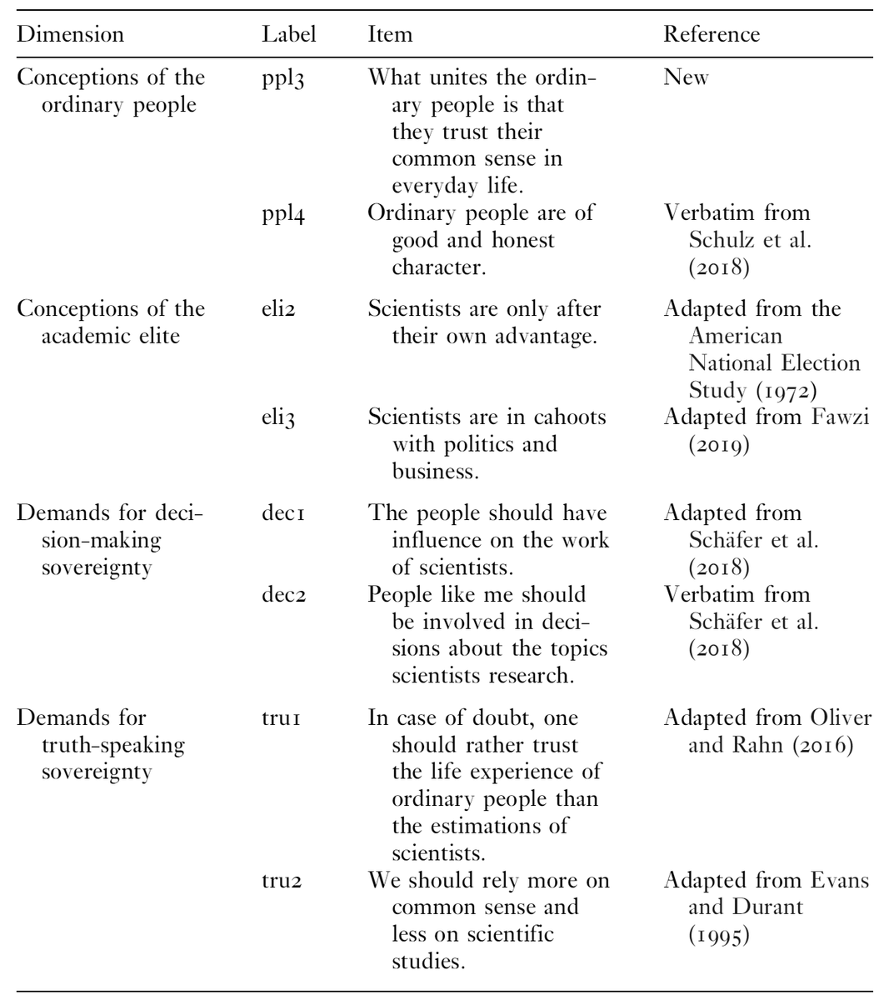 Dimension Label Item Reference
Conceptions of the ppl3 What unites the ordin- New
ordinary people ary people is that
they trust their
common sense in
everyday life.
ppl4 Ordinary people are of Verbatim from
good and honest Schulz et al.
character. (2018)
Conceptions of the eli2 Scientists are only after Adapted from the
academic elite their own advantage. American
National Election
Study (1972)
eli3 Scientists are in cahoots Adapted from Fawzi
with politics and (2019)
business.
Demands for deci- dec1 The people should have Adapted from
sion-making influence on the work Schäfer et al.
sovereignty of scientists. (2018)
dec2 People like me should Verbatim from
be involved in deci- Schäfer et al.
sions about the topics (2018)
scientists research.
Demands for tru1 In case of doubt, one Adapted from Oliver
truth-speaking should rather trust and Rahn (2016)
sovereignty the life experience of
ordinary people than
the estimations of
scientists.
tru2 We should rely more on Adapted from Evans
common sense and and Durant
less on scientific (1995)
studies.